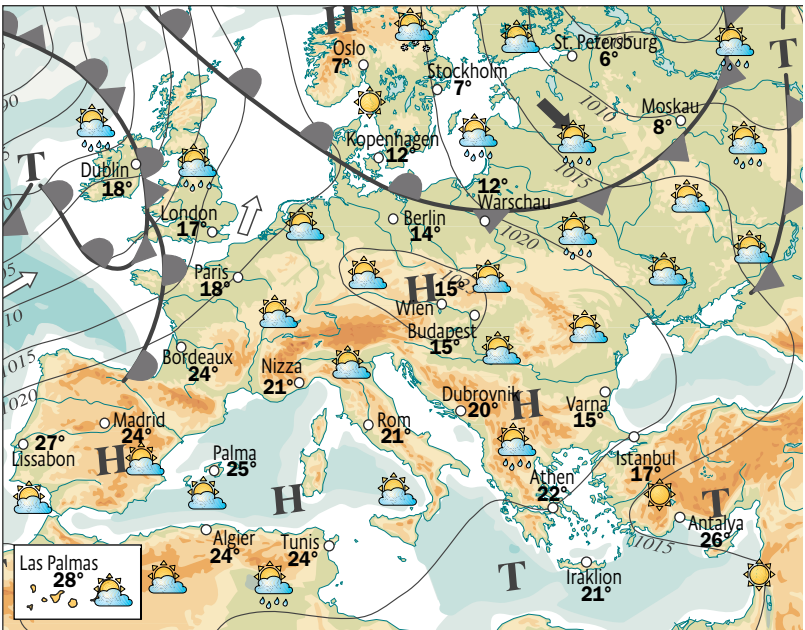 H
Oslo
7°
St. Petersburg
6°
T
Stockholm
7°
1010
Moskau
8°
Kopenhagen
12°
T
Dublin
18°
1015
12°
Warschau
London
17°
Berlin
14°
1020
Paris
18°
H
1025
15°
Wien
Budapest
15°
10
1015
1020
Bordeaux
24°
Nizza
21°
Dubrovnik
20°
H
Varna
15°
Madrid
24°
27°
Lissabon
H
Palma
25°
Rom
21°
Istanbul
17°
H
Athen
22°
T
Antalya
26°
1015
Algier
24°
Tunis
24°
T
Iraklion
21°
Las Palmas
28°